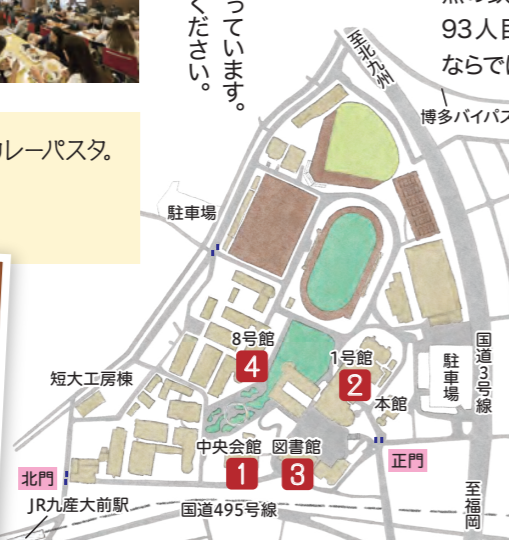 っています。
ください。
93人目
ならでは
カレーパスタ。
至北九州
博多バイパス
駐車場
8号館
4
1号館
2
本館
駐車場
国道3号線
短大工房棟
中央会館
1
図書館
3
正門
北門
JR九産大前駅
国道495号線
至福岡